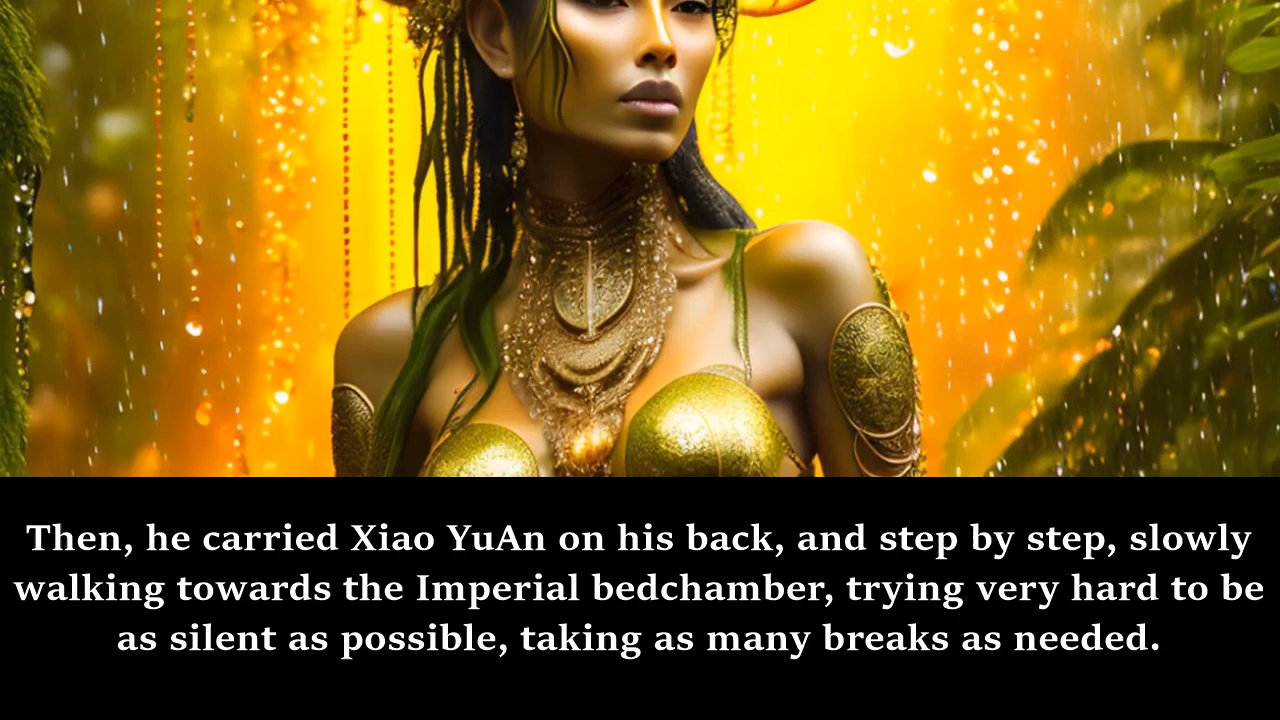 Then, he carried Xiao YuAn on his back, and step by step, slowly
walking towards the Imperial bedchamber, trying very hard to be
as silent as possible, taking as many breaks as needed.